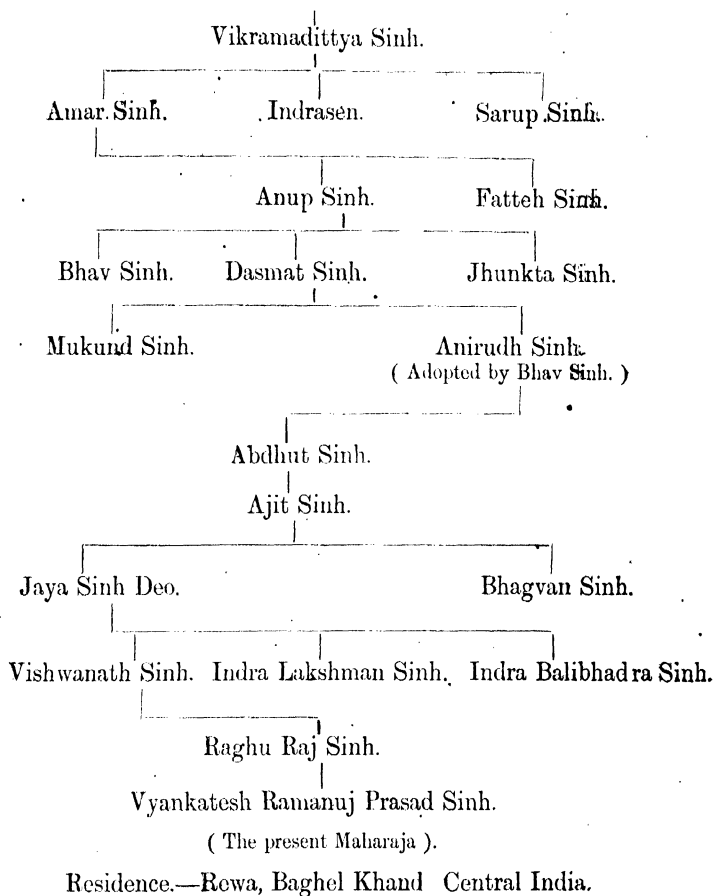 Vikramadittya Sinh.
Amar Sinh. Indrasen. Sarup Sinh.
Anup Sinh. Fatteh Sinh.
Bhav Sinh. Dasmat Sinh. Jhunkta Sinh.
Mukund Sinh. Anirudh Sinh.
( Adopted by Bhav Sinh. )
Abdhut Sinh.
Ajit Sinh.
Jaya Sinh Deo. Bhagvan Sinh.
Vishwanath Sinh. Indra Lakshman Sinh. Indra Balibhadra Sinh.
Raghu Raj Sinh.
Vyankatesh Ramanuj Prasad Sinh.
( The present Maharaja ).
Residence.—Rewa, Baghel Khand Central India.